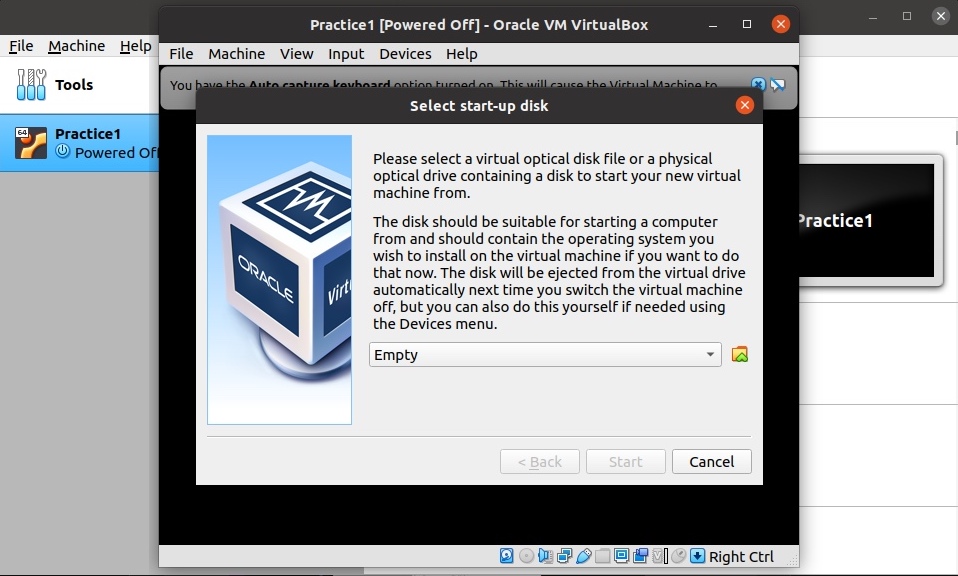 Practice1 [Powered Off] - Oracle VM VirtualBox
File Machine Help
File Machine View Input Devices Help
Tools
You have the Auto capture keyboard option turned on. This will cause the Virtual Machine to
Select start-up disk
64
Practice1
Powered Off
Please select a virtual optical disk file or a physical
optical drive containing a disk to start your new virtual
machine from.
The disk should be suitable for starting a computer
from and should contain the operating system you
wish to install on the virtual machine if you want to do
that now. The disk will be ejected from the virtual drive
automatically next time you switch the virtual machine
off, but you can also do this yourself if needed using
the Devices menu.
ORACLE
Virtu
Practice1
Empty
< Back Start Cancel
Right Ctrl